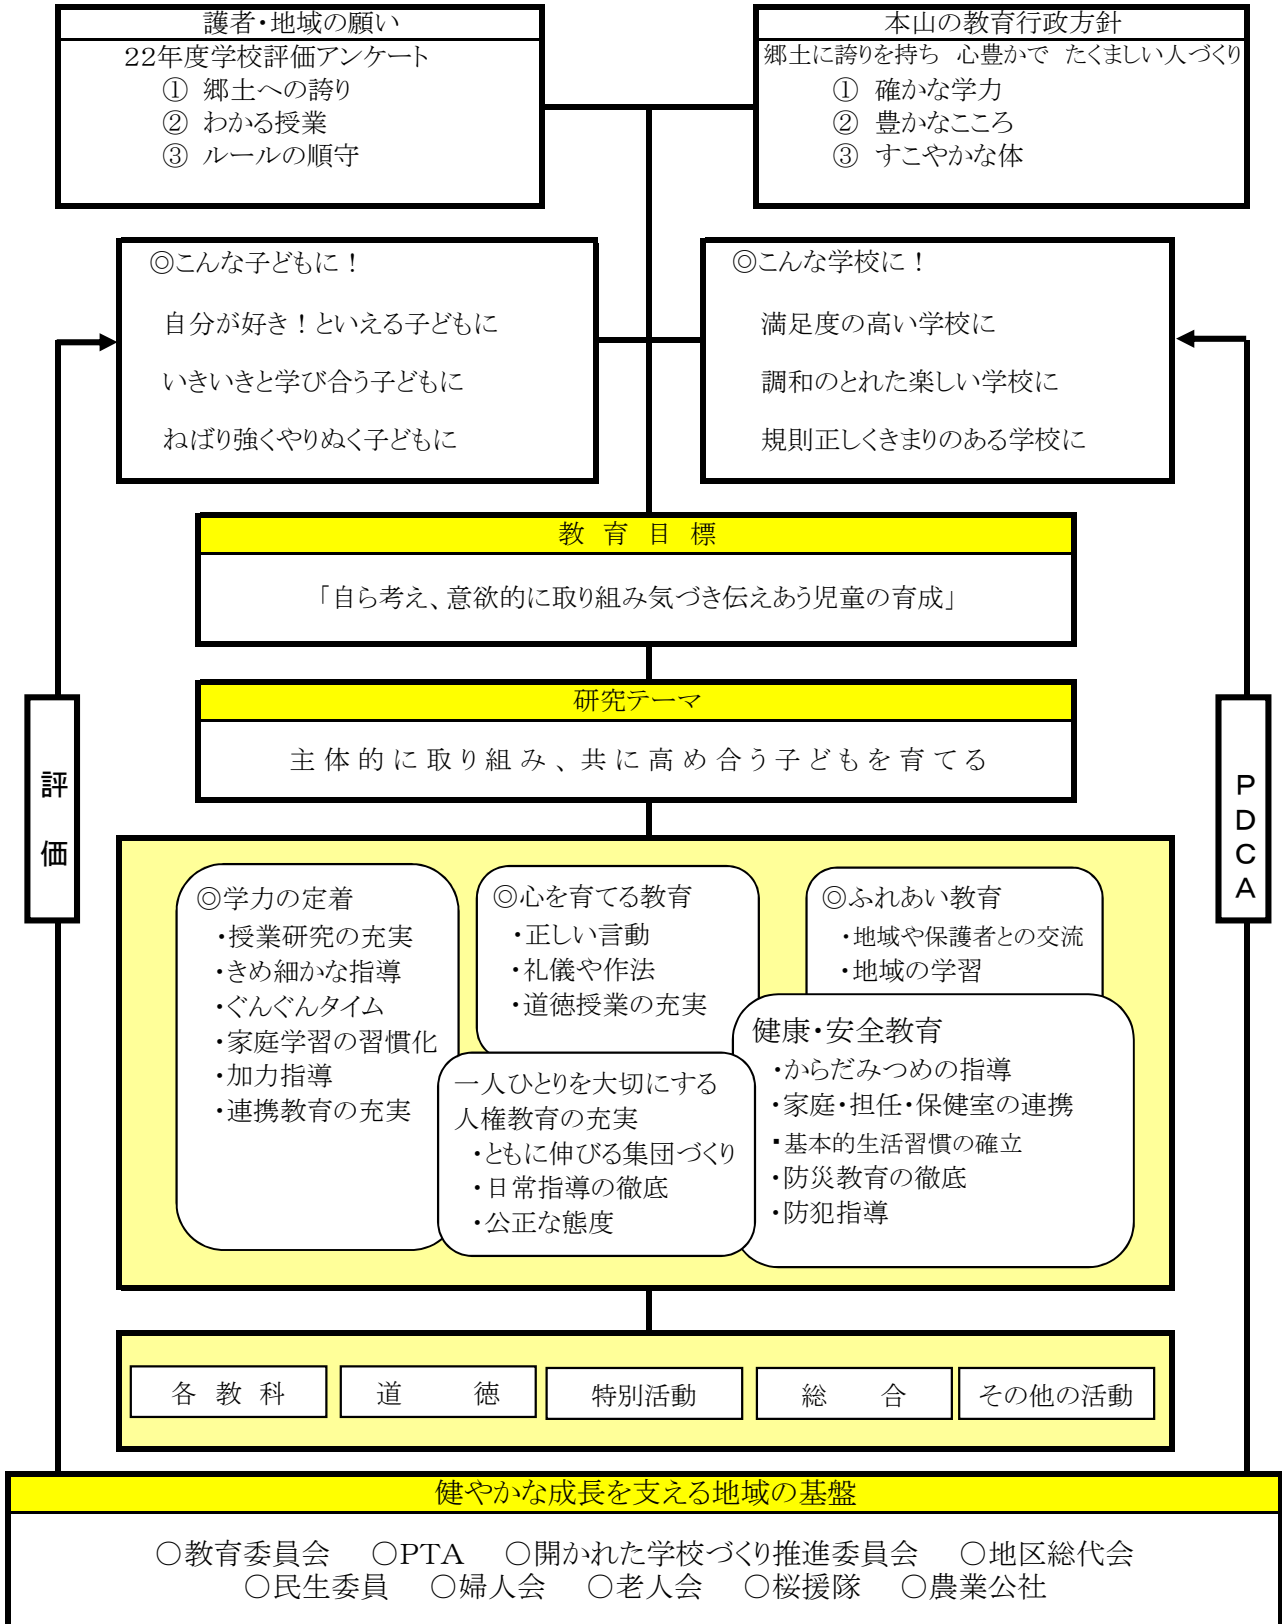 護者・地域の願い
22年度学校評価アンケート
① 郷土への誇り
② わかる授業
③ ルールの順守
本山の教育行政方針
郷土に誇りを持ち 心豊かで たくましい人づくり
① 確かな学力
② 豊かなこころ
③ すこやかな体
◎こんな子どもに！
自分が好き！といえる子どもに
いきいきと学び合う子どもに
ねばり強くやりぬく子どもに
◎こんな学校に！
満足度の高い学校に
調和のとれた楽しい学校に
規則正しくきまりのある学校に
教 育 目 標
「自ら考え、意欲的に取り組み気づき伝えあう児童の育成」
研究テーマ
主体的に取り組み、共に高め合う子どもを育てる
評価
PDCA
◎学力の定着
・授業研究の充実
・きめ細かな指導
・ぐんぐんタイム
・家庭学習の習慣化
・加力指導
・連携教育の充実
◎心を育てる教育
・正しい言動
・礼儀や作法
・道徳授業の充実
◎ふれあい教育
・地域や保護者との交流
・地域の学習
一人ひとりを大切にする
人権教育の充実
・ともに伸びる集団づくり
・日常指導の徹底
・公正な態度
健康・安全教育
・からだみつめの指導
・家庭・担任・保健室の連携
・基本的生活習慣の確立
・防災教育の徹底
・防犯指導
各 教 科
道 徳
特別活動
総 合
その他の活動
健やかな成長を支える地域の基盤
○教育委員会 ○PTA ○開かれた学校づくり推進委員会 ○地区総代会
○民生委員 ○婦人会 ○老人会 ○桜援隊 ○農業公社